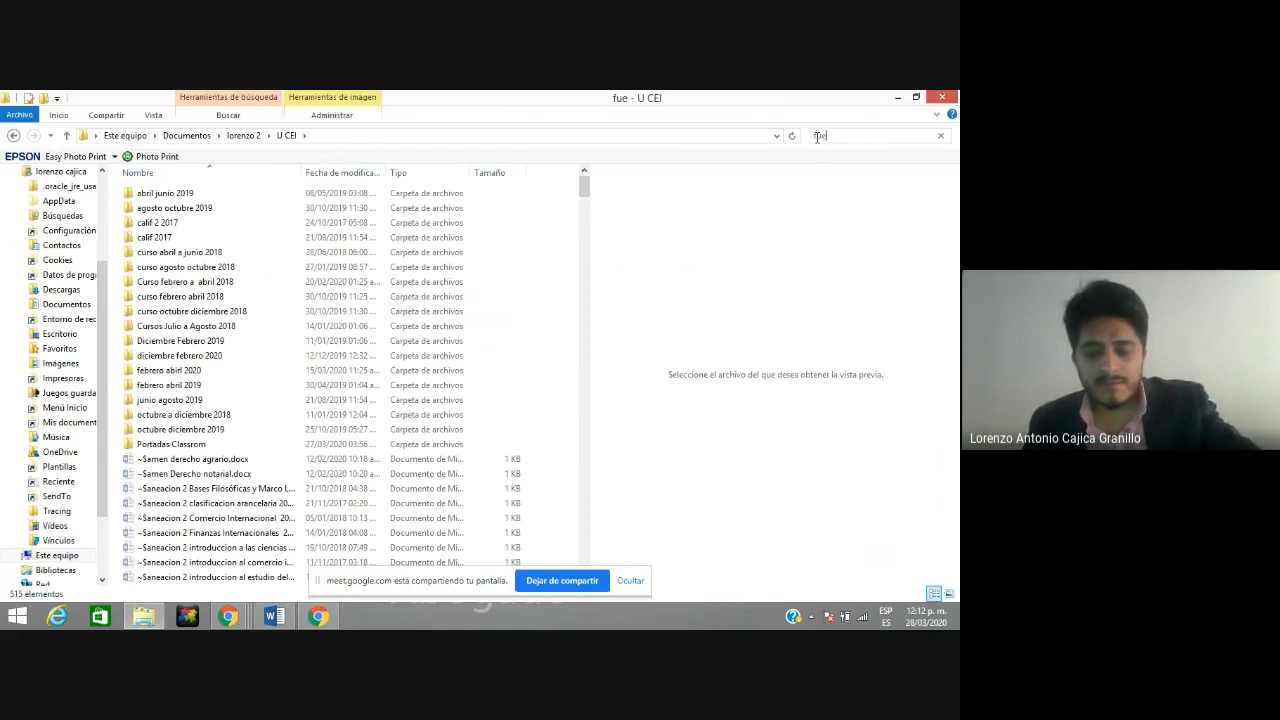 Herramientas de búsqueda Herramientas de imagen fue - U CEI
Archivo Inicio Compartir Vista Buscar Administrar
Este equipo Documentos lorenzo 2 U CEI
EPSON Easy Photo Print Photo Print
lorenzo cajica
.oracle_jre_usa
AppData
Búsquedas
Configuración
Contactos
Cookies
Datos de prog
Descargas
Documentos
Entorno de re
Escritorio
Favoritos
Imágenes
Impresoras
Juegos guarda
Menú Inicio
Mis document
Música
OneDrive
Plantillas
Reciente
SendTo
Tracing
Vídeos
Vínculos
Este equipo
Bibliotecas
Red
Nombre Fecha de modifica... Tipo Tamaño
abril junio 2019 08/05/2019 03:08 ... Carpeta de archivos
agosto octubre 2019 30/10/2019 11:30 ... Carpeta de archivos
calif 2 2017 24/10/2017 05:08 ... Carpeta de archivos
calif 2017 21/08/2019 11:54 ... Carpeta de archivos
curso abril a junio 2018 28/06/2018 06:00 ... Carpeta de archivos
curso agosto octubre 2018 27/01/2019 08:57 ... Carpeta de archivos
Curso febrero a abril 2018 20/02/2020 01:25 a... Carpeta de archivos
curso febrero abril 2018 30/10/2019 11:25 ... Carpeta de archivos
curso octubre diciembre 2018 30/10/2019 11:30 ... Carpeta de archivos
Cursos Julio a Agosto 2018 14/01/2020 01:06 ... Carpeta de archivos
Diciembre Febrero 2019 11/01/2019 01:06 ... Carpeta de archivos
diciembre febrero 2020 12/12/2019 12:32 ... Carpeta de archivos
febrero abril 2020 15/03/2020 11:25 ... Carpeta de archivos
febrero abril 2019 30/04/2019 01:04 a... Carpeta de archivos
junio agosto 2019 21/08/2019 11:54 ... Carpeta de archivos
octubre a diciembre 2018 11/01/2019 12:04 ... Carpeta de archivos
octubre diciembre 2019 25/10/2019 05:27 ... Carpeta de archivos
Portadas Classrom 27/03/2020 03:56 ... Carpeta de archivos
~$amen derecho agrario.docx 12/02/2020 10:18 a... Documento de Mi... 1 KB
~$amen Derecho notarial.docx 12/02/2020 10:20 a... Documento de Mi... 1 KB
~$aneacion 2 Bases Filosóficas y Marco L... 21/10/2018 04:38 ... Documento de Mi... 1 KB
~$aneacion 2 clasificacion arancelaria 20... 21/11/2017 02:20 ... Documento de Mi... 1 KB
~$aneacion 2 Comercio Internacional 20... 05/01/2018 10:13 ... Documento de Mi... 1 KB
~$aneacion 2 Finanzas Internacionales 2... 14/01/2018 04:08 ... Documento de Mi... 1 KB
~$aneacion 2 introduccion a las ciencias ... 19/10/2018 07:49 ... Documento de Mi... 1 KB
~$aneacion 2 introduccion al comercio i... 11/11/2017 03:18 ... Documento de Mi... 1 KB
~$aneacion 2 introduccion al estudio del...
Seleccione el archivo del que desea obtener la vista previa.
Lorenzo Antonio Cajica Granillo
meet.google.com está compartiendo tu pantalla. Dejar de compartir Ocultar
515 elementos
ESP
ES
12:12 p. m.
28/03/2020